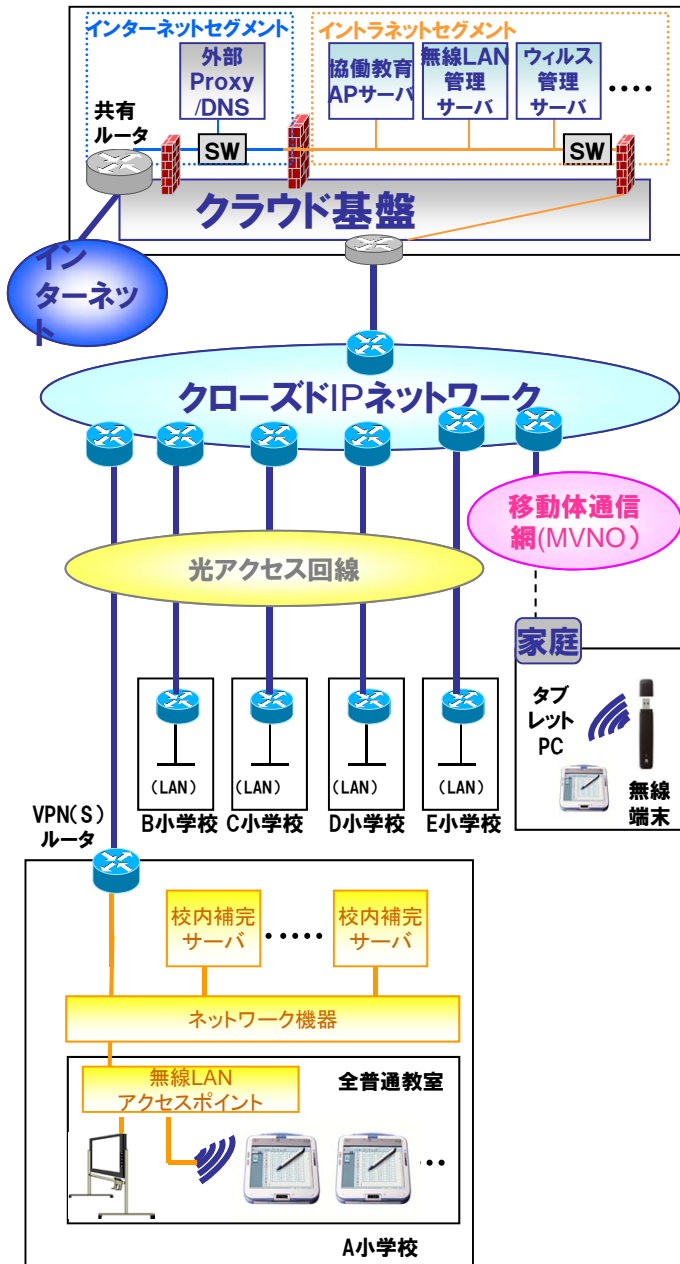 インターネットセグメント
イントラネットセグメント
外部
Proxy
/DNS
協働教育
APサーバ
無線LAN
管理
サーバ
ウィルス
管理
サーバ
••••
共有
ルータ
SW
SW
クラウド基盤
イン
ターネッ
ト
クローズドIPネットワーク
移動体通信
網(MVNO）
光アクセス回線
家庭
タブ
レット
PC
無線
端末
(LAN)
(LAN)
(LAN)
(LAN)
B小学校
C小学校
D小学校
E小学校
VPN(S)
ルータ
校内補完
サーバ
•••••
校内補完
サーバ
ネットワーク機器
無線LAN
アクセスポイント
全普通教室
•••
A小学校